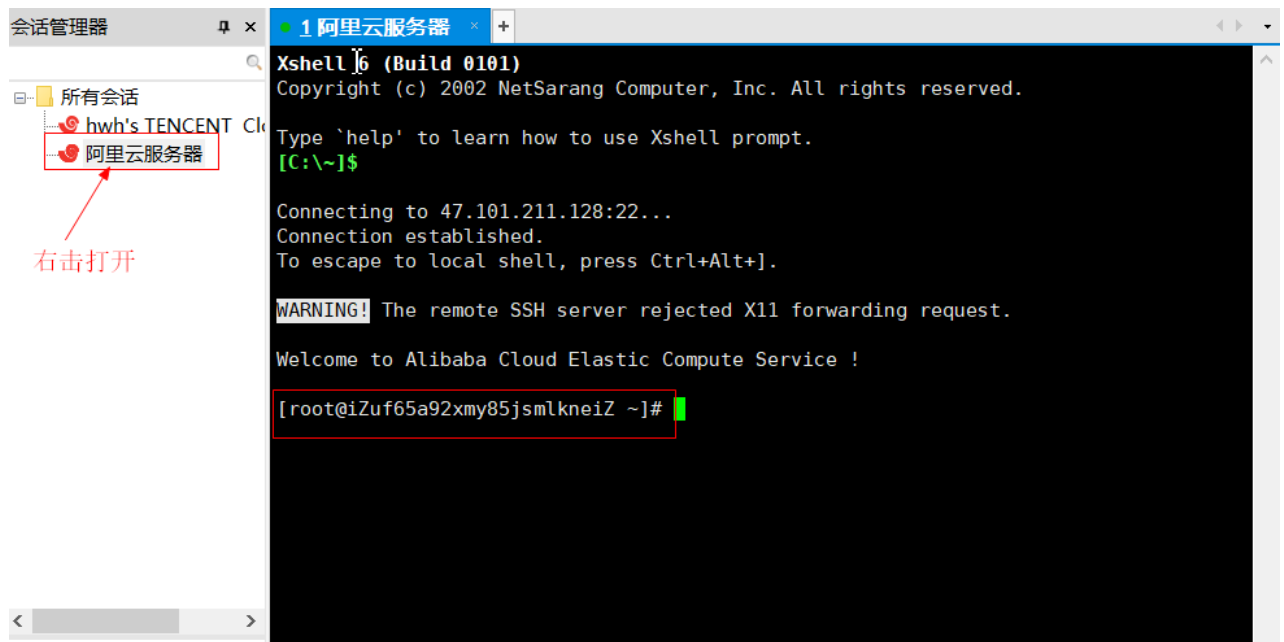 会话管理器
1 阿里云服务器
所有会话
hwh's TENCENT Clo
阿里云服务器
右击打开
Xshell 6 (Build 0101)
Copyright (c) 2002 NetSarang Computer, Inc. All rights reserved.
Type `help' to learn how to use Xshell prompt.
[C:\~]$
Connecting to 47.101.211.128:22...
Connection established.
To escape to local shell, press Ctrl+Alt+].
WARNING! The remote SSH server rejected X11 forwarding request.
Welcome to Alibaba Cloud Elastic Compute Service !
[root@iZuf65a92xmy85jsmlkneiZ ~]#